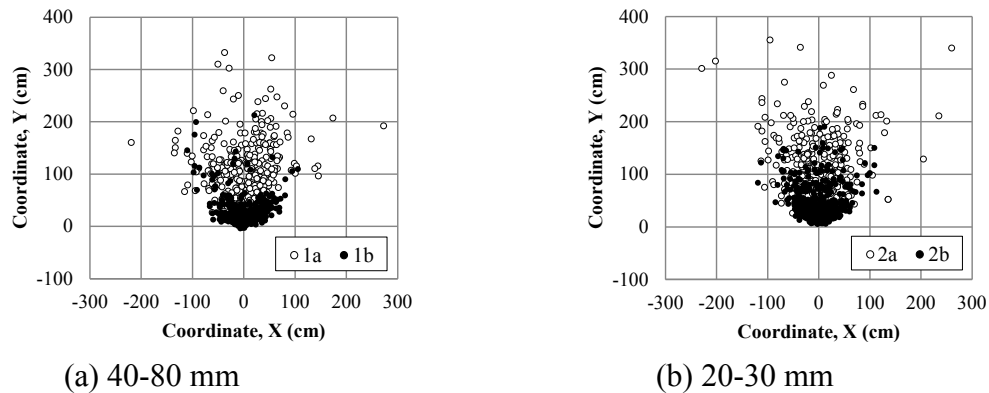 400
300
200
100
0
-100
-300 -200 -100 0 100 200 300
Coordinate, Y (cm)
Coordinate, X (cm)
1a 1b
(a) 40-80 mm
400
300
200
100
0
-100
-300 -200 -100 0 100 200 300
Coordinate, Y (cm)
Coordinate, X (cm)
2a 2b
(b) 20-30 mm